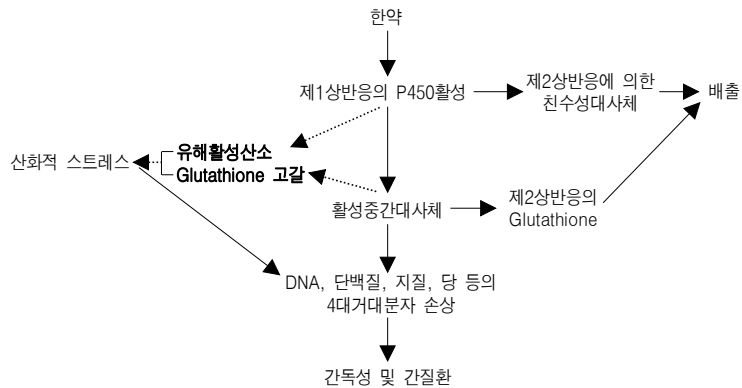 한약
제1상반응의 P450활성
제2상반응에 의한
친수성대사체
배출
산화적 스트레스
유해활성산소
Glutathione 고갈
활성중간대사체
제2상반응의
Glutathione
DNA, 단백질, 지질, 당 등의
4대거대분자 손상
간독성 및 간질환